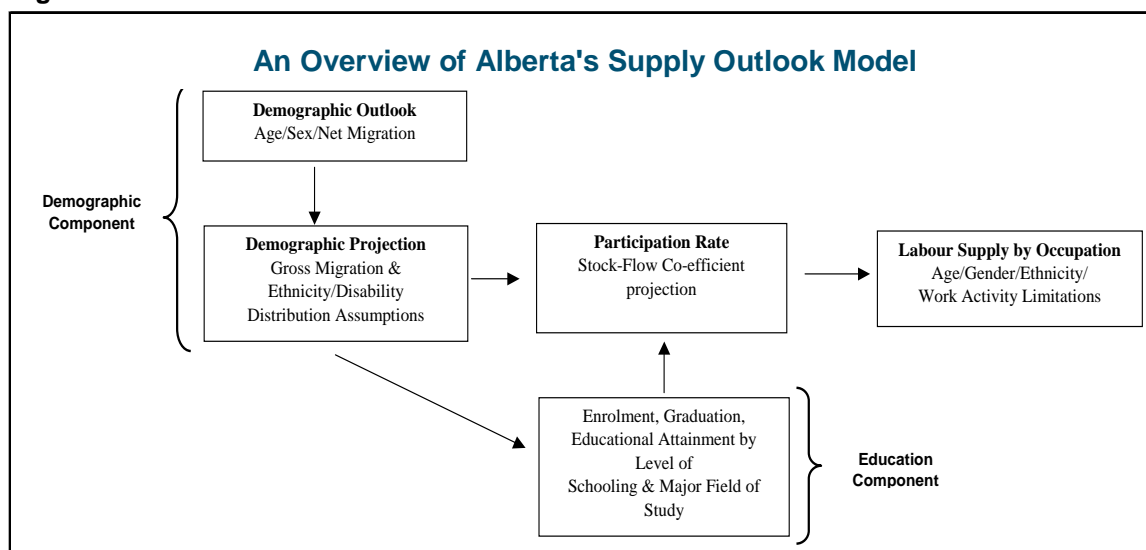 An Overview of Alberta's Supply Outlook Model
Demographic Outlook
Age/Sex/Net Migration
Demographic
Component
Demographic Projection
Gross Migration &
Ethnicity/Disability
Distribution Assumptions
Participation Rate
Stock-Flow Co-efficient
projection
Labour Supply by Occupation
Age/Gender/Ethnicity/
Work Activity Limitations
Enrolment, Graduation,
Educational Attainment by
Level of
Schooling & Major Field of
Study
Education
Component